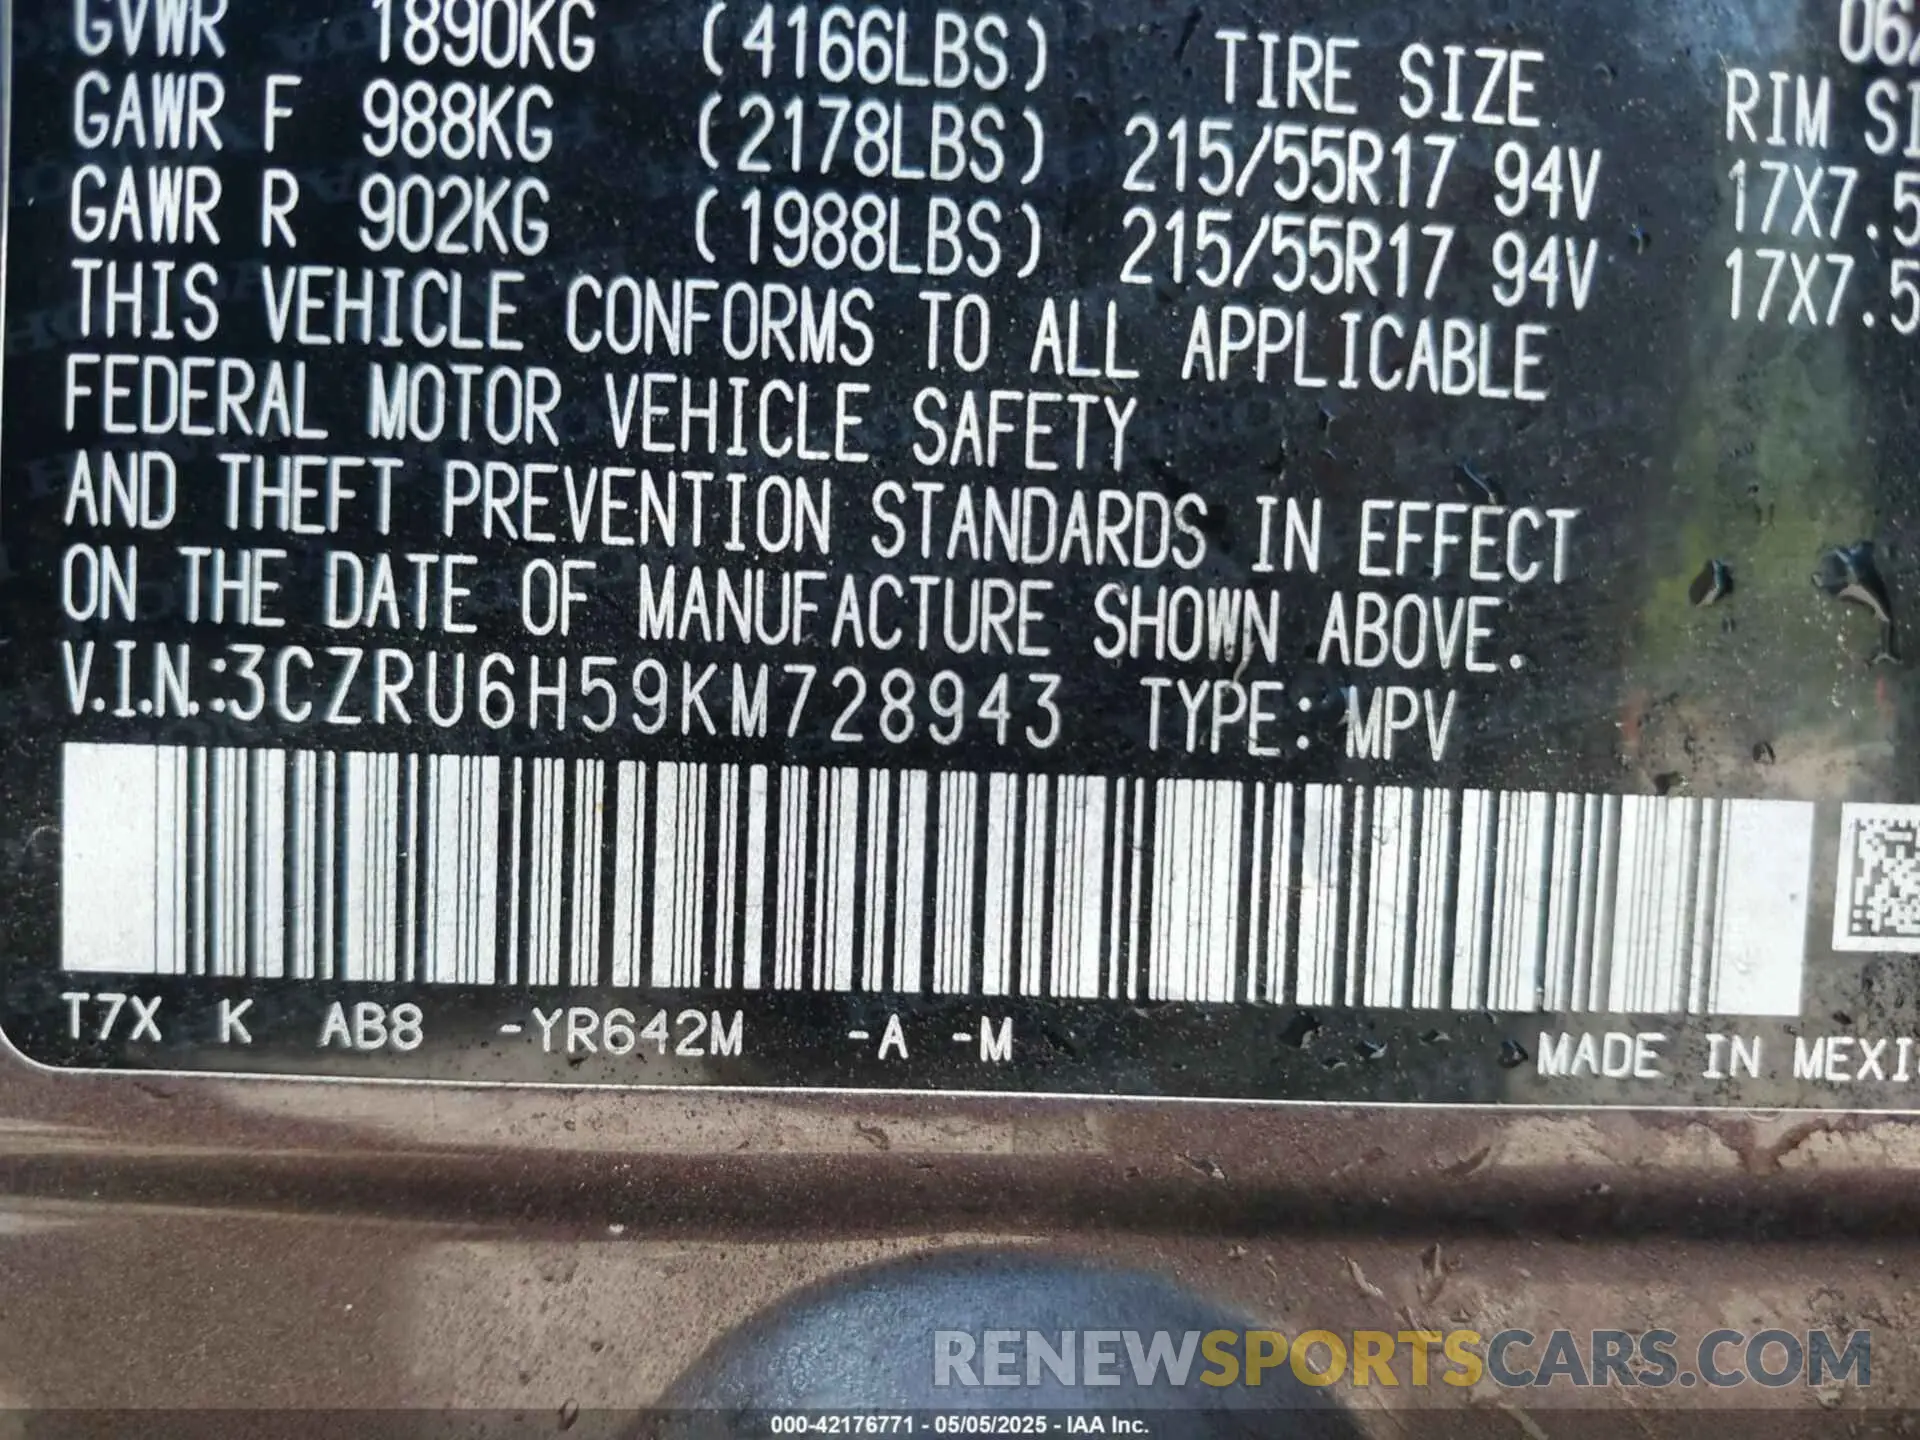 GVWR 1890KG (4166LBS) TIRE SIZE RIM
GAWR F 988KG (2178LBS) 215/55R17 94V 17X7.5
GAWR R 902KG (1988LBS) 215/55R17 94V 17X7.5
THIS VEHICLE CONFORMS TO ALL APPLICABLE
FEDERAL MOTOR VEHICLE SAFETY
AND THEFT PREVENTION STANDARDS IN EFFECT
ON THE DATE OF MANUFACTURE SHOWN ABOVE.
V.I.N.:3CZRU6H59KM728943 TYPE: MPV
T7X K AB8 -YR642M -A -M MADE IN
RENEWSPORTSCARS.COM
000-42176771 - 05/05/2025 - IAA Inc.